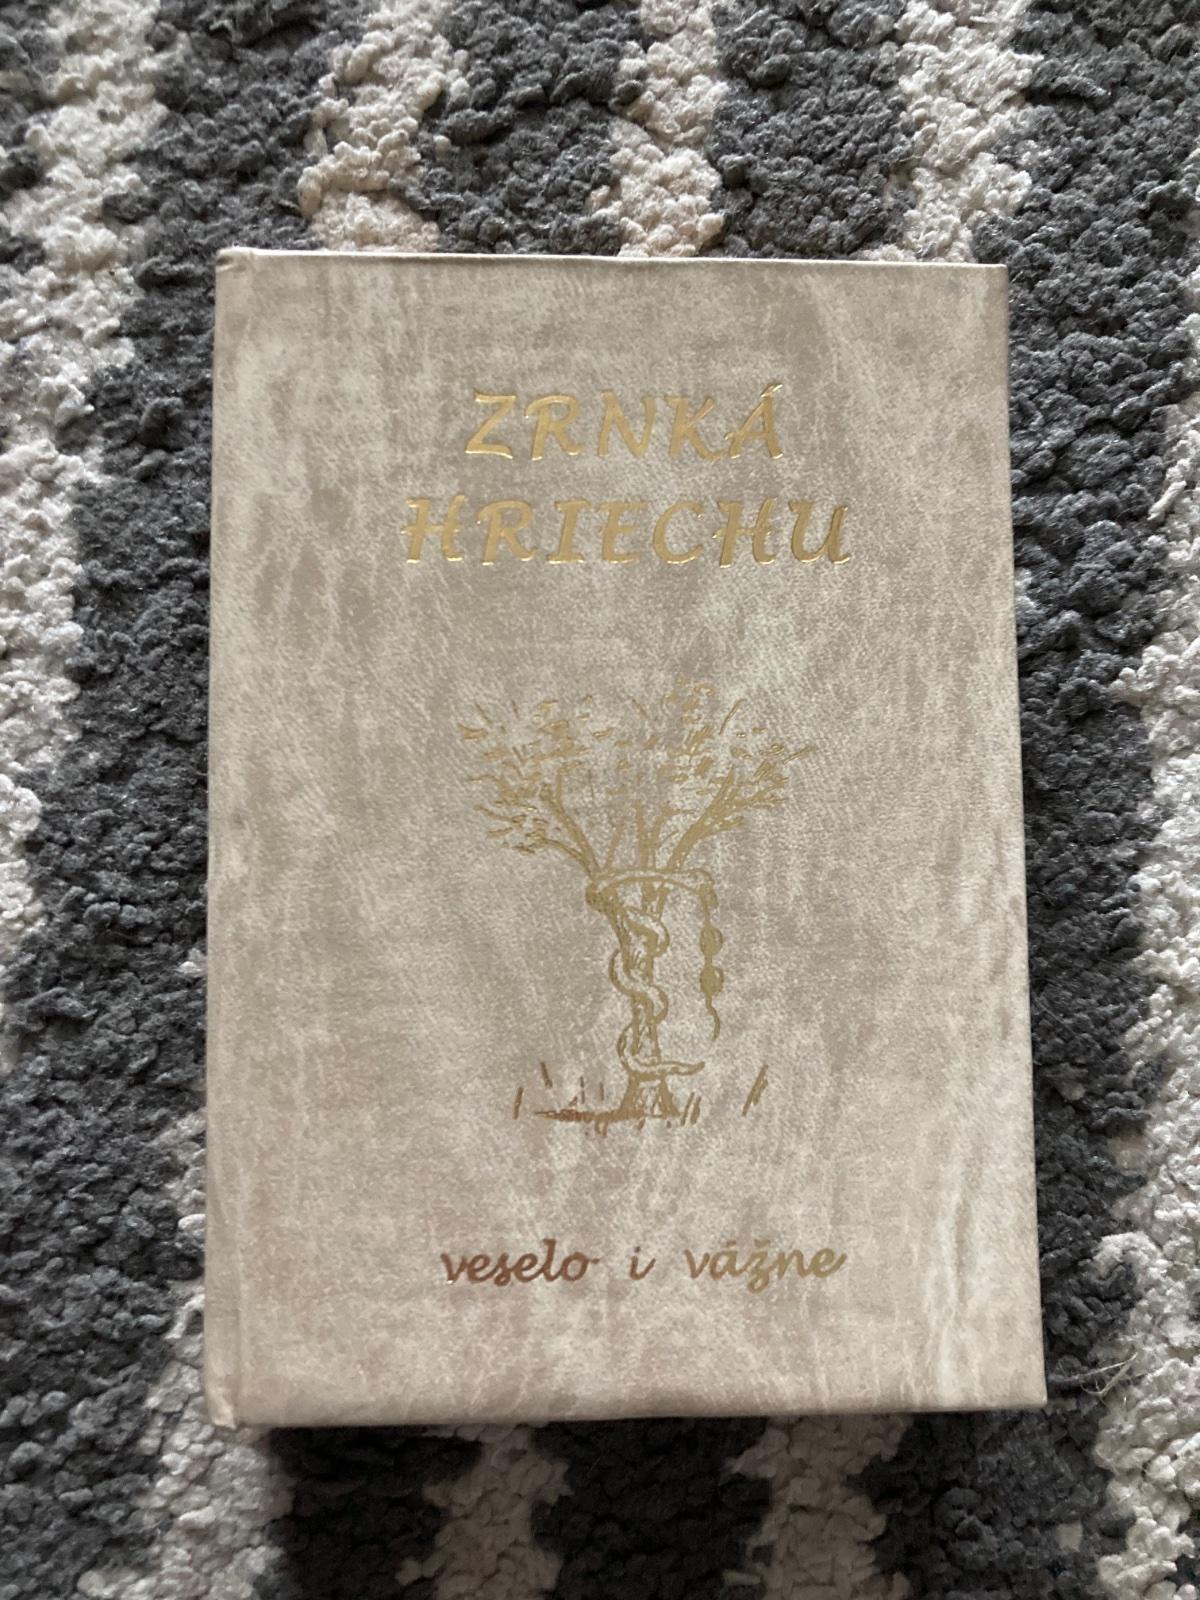 ZRNKÁ
HRIECHU
veselo i vážne